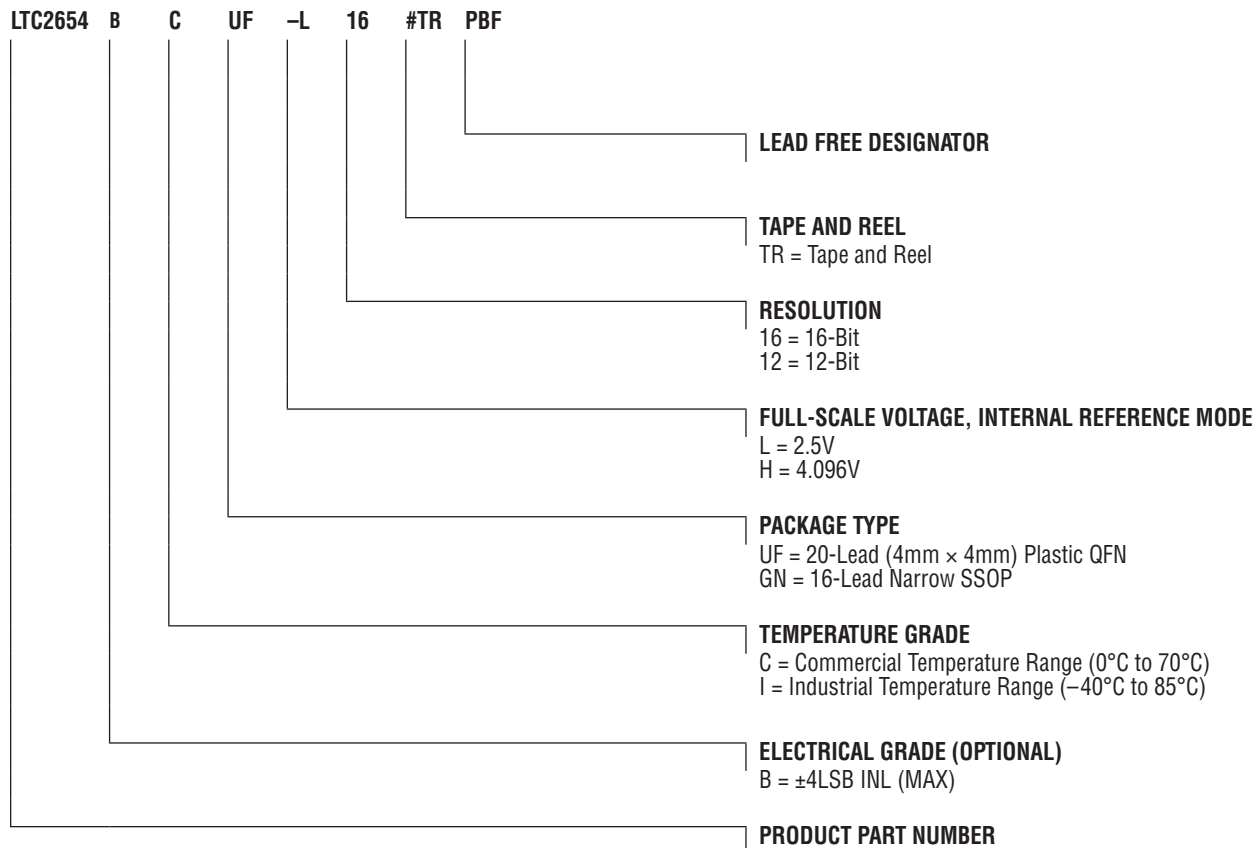 LTC2654 B C UF –L 16 #TR PBF
LEAD FREE DESIGNATOR
TAPE AND REEL
TR = Tape and Reel
RESOLUTION
16 = 16-Bit
12 = 12-Bit
FULL-SCALE VOLTAGE, INTERNAL REFERENCE MODE
L = 2.5V
H = 4.096V
PACKAGE TYPE
UF = 20-Lead (4mm × 4mm) Plastic QFN
GN = 16-Lead Narrow SSOP
TEMPERATURE GRADE
C = Commercial Temperature Range (0°C to 70°C)
I = Industrial Temperature Range (–40°C to 85°C)
ELECTRICAL GRADE (OPTIONAL)
B = ±4LSB INL (MAX)
PRODUCT PART NUMBER